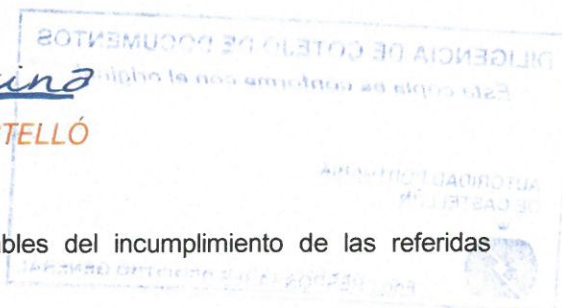 DILIGENCIA DE COTEJO DE DOCUMENTOS
Esta copia es conforme con el original
ina
TELLÓ
AUTORIDAD PORTUARIA
DE CASTELLÓN
bles del incumplimiento de las referidas